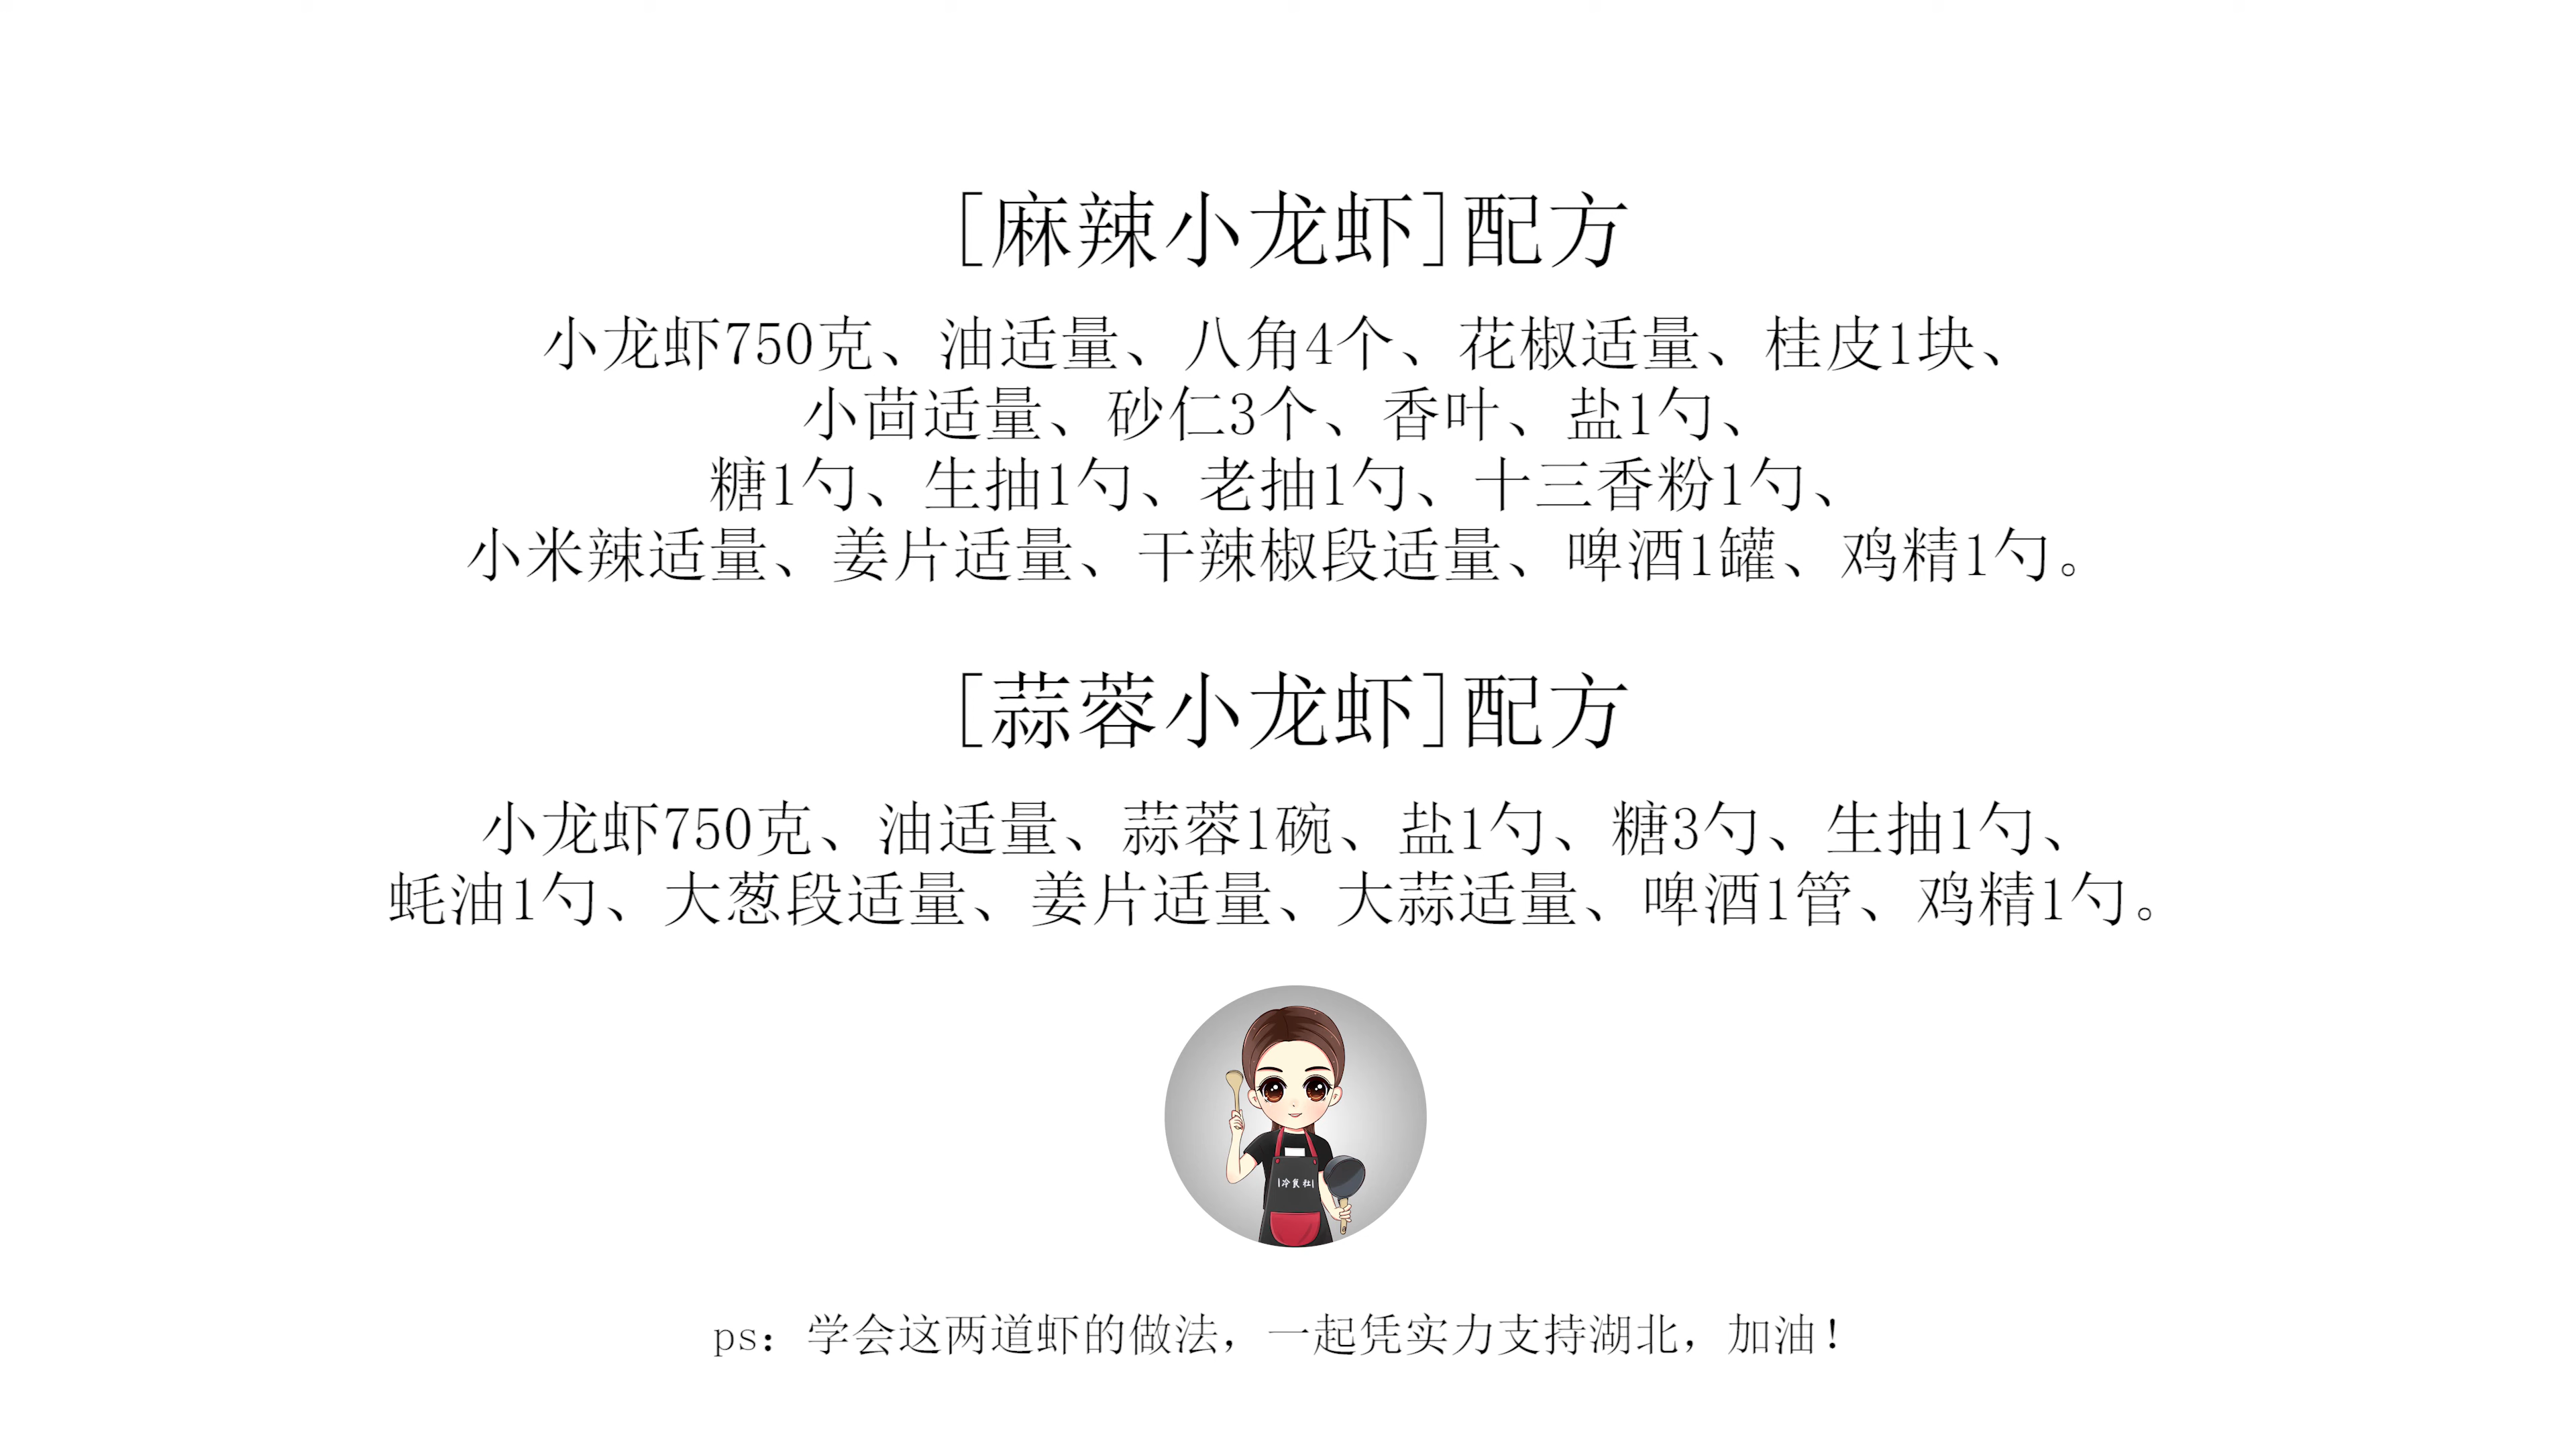 [麻辣小龙虾]配方
小龙虾750克、油适量、八角4个、花椒适量、桂皮1块、
小茴适量、砂仁3个、香叶、盐1勺、
糖1勺、生抽1勺、老抽1勺、十三香粉1勺、
小米辣适量、姜片适量、干辣椒段适量、啤酒1罐、鸡精1勺。
[蒜蓉小龙虾]配方
小龙虾750克、油适量、蒜蓉1碗、盐1勺、糖3勺、生抽1勺、
蚝油1勺、大葱段适量、姜片适量、大蒜适量、啤酒1管、鸡精1勺。
|冷食社|
ps：学会这两道虾的做法，一起凭实力支持湖北，加油！